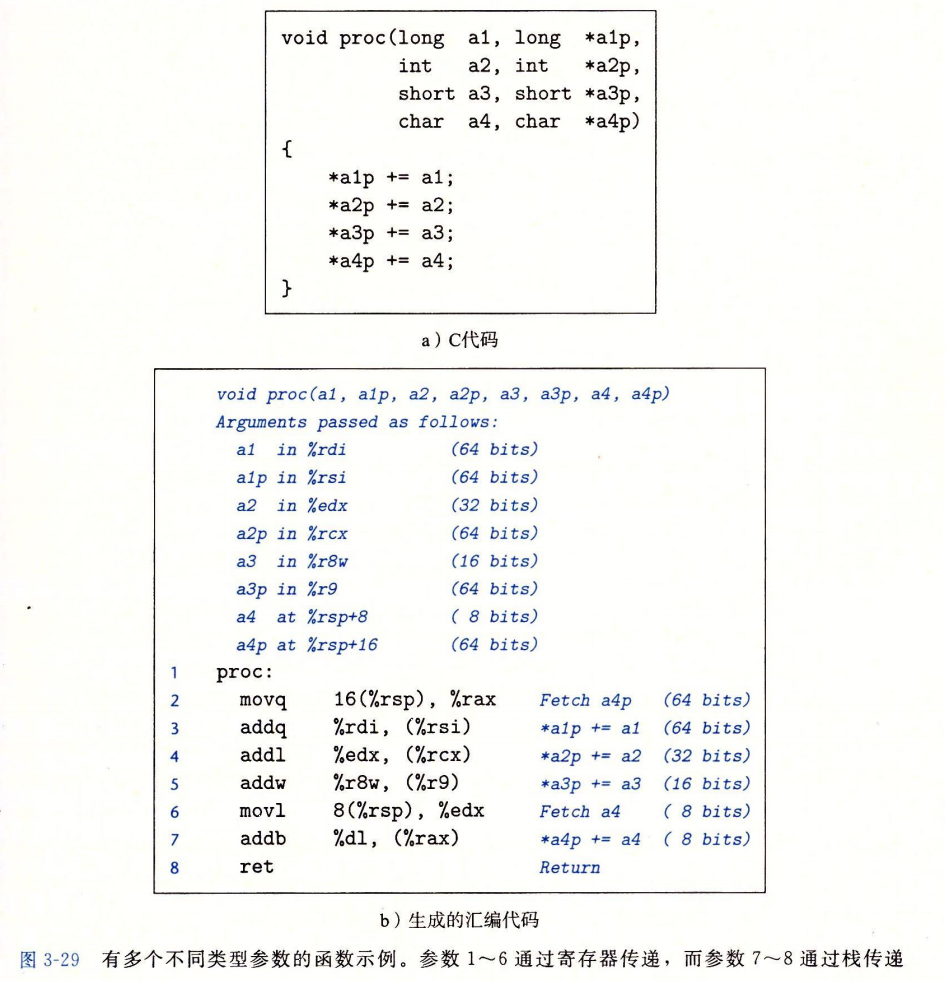 void proc(long  a1, long  *a1p,
          int   a2, int   *a2p,
          short a3, short *a3p,
          char  a4, char  *a4p)
{
    *a1p += a1;
    *a2p += a2;
    *a3p += a3;
    *a4p += a4;
}
a）C代码
void proc(a1, a1p, a2, a2p, a3, a3p, a4, a4p)
Arguments passed as follows:
  a1  in %rdi        (64 bits)
  a1p in %rsi        (64 bits)
  a2  in %edx        (32 bits)
  a2p in %rcx        (64 bits)
  a3  in %r8w        (16 bits)
  a3p in %r9         (64 bits)
  a4  at %rsp+8      ( 8 bits)
  a4p at %rsp+16     (64 bits)
1 proc:
2   movq    16(%rsp), %rax   Fetch a4p   (64 bits)
3   addq    %rdi, (%rsi)     *a1p += a1  (64 bits)
4   addl    %edx, (%rcx)     *a2p += a2  (32 bits)
5   addw    %r8w, (%r9)      *a3p += a3  (16 bits)
6   movl    8(%rsp), %edx    Fetch a4    ( 8 bits)
7   addb    %dl, (%rax)      *a4p += a4  ( 8 bits)
8   ret                      Return
b）生成的汇编代码
图 3-29 有多个不同类型参数的函数示例。参数 1～6 通过寄存器传递，而参数 7～8 通过栈传递